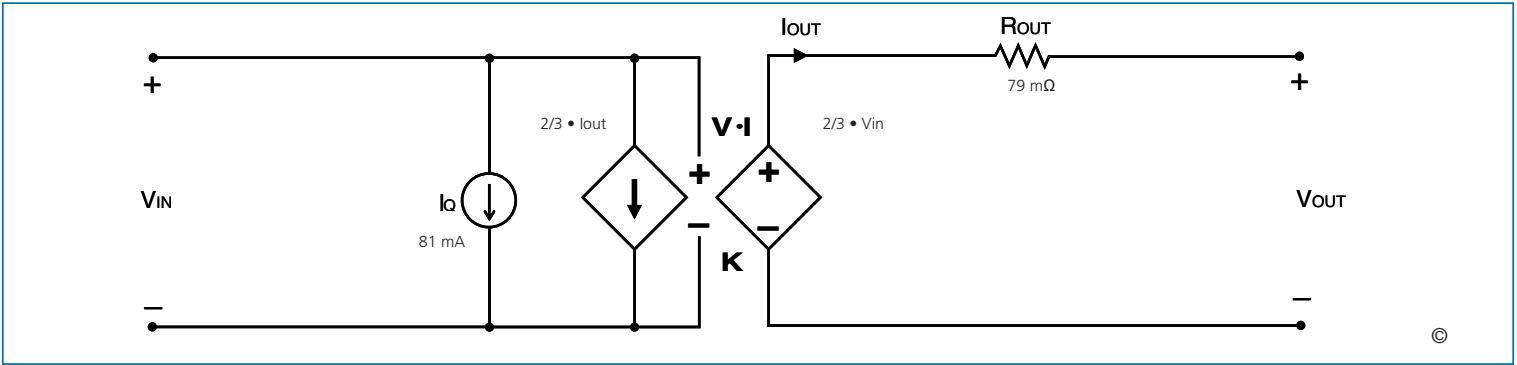 IOUT
ROUT
79 mΩ
+
+
2/3 • Iout
V•I
2/3 • Vin
+
+
VIN
IQ
VOUT
81 mA
–
–
K
–
–
©